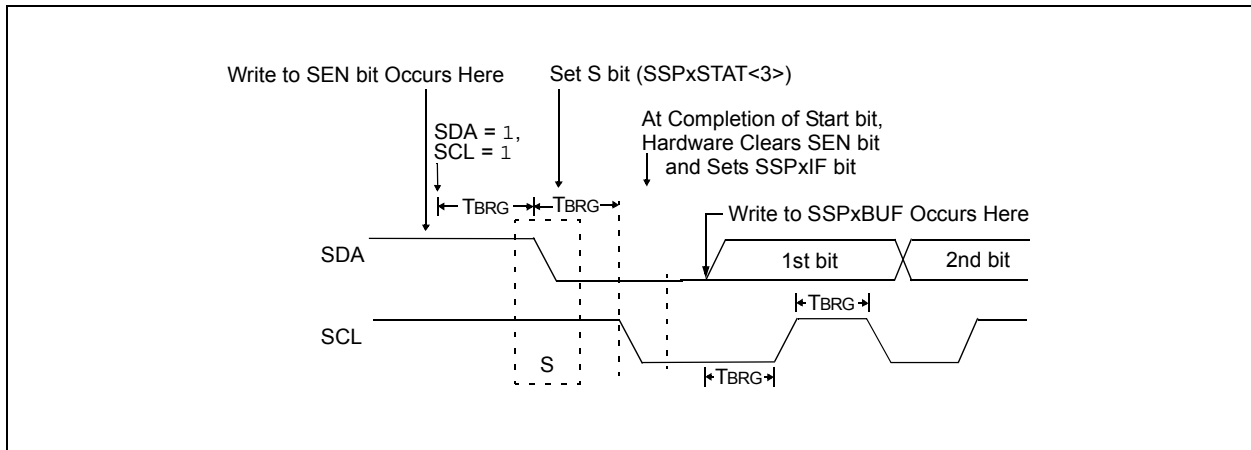 Write to SEN bit Occurs Here
Set S bit (SSPxSTAT<3>)
SDA = 1,
SCL = 1
At Completion of Start bit,
Hardware Clears SEN bit
and Sets SSPxIF bit
TBRG
TBRG
Write to SSPxBUF Occurs Here
SDA
1st bit
2nd bit
TBRG
SCL
S
TBRG